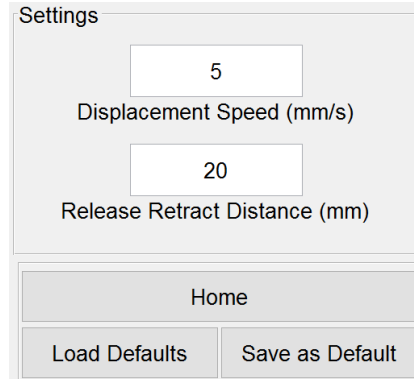 Settings
5
Displacement Speed (mm/s)
20
Release Retract Distance (mm)
Home
Load Defaults Save as Default